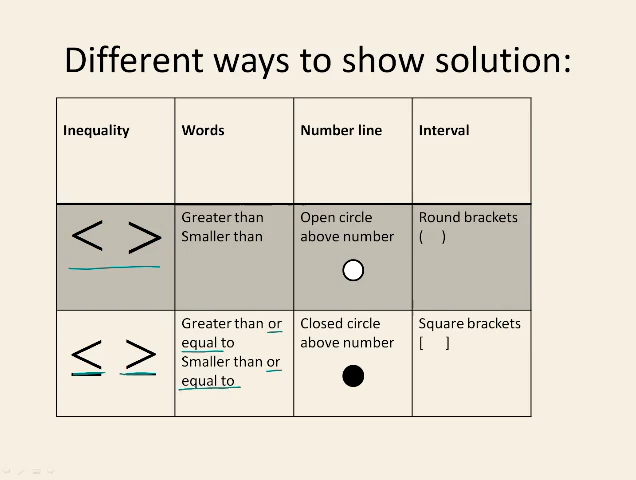 Different ways to show solution:
Inequality
Words
Number line
Interval
< >
Greater than
Smaller than
Open circle
above number
Round brackets
( )
≤ ≥
Greater than or
equal to
Smaller than or
equal to
Closed circle
above number
Square brackets
[ ]